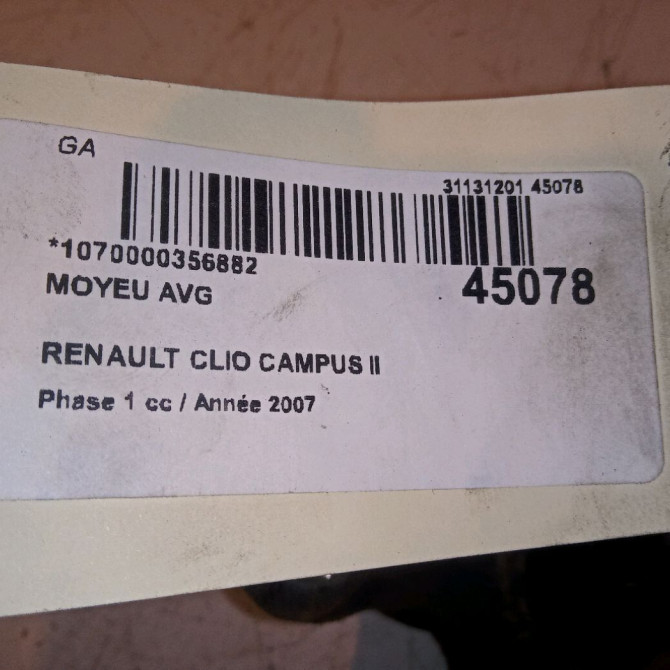 GA
31131201 45078
*1070000356882
45078
MOYEU AVG
RENAULT CLIO CAMPUS II
Phase 1 cc / Année 2007